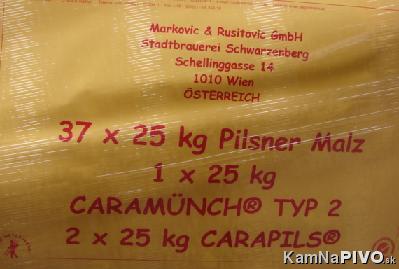 Markovic & Rusitovic GmbH
Stadtbrauerei Schwarzenberg
Schellinggasse 14
1010 Wien
ÖSTERREICH
37 x 25 kg Pilsner Malz
1 x 25 kg
CARAMÜNCH® TYP 2
2 x 25 kg CARAPILS®
KamNaPIVO.sk